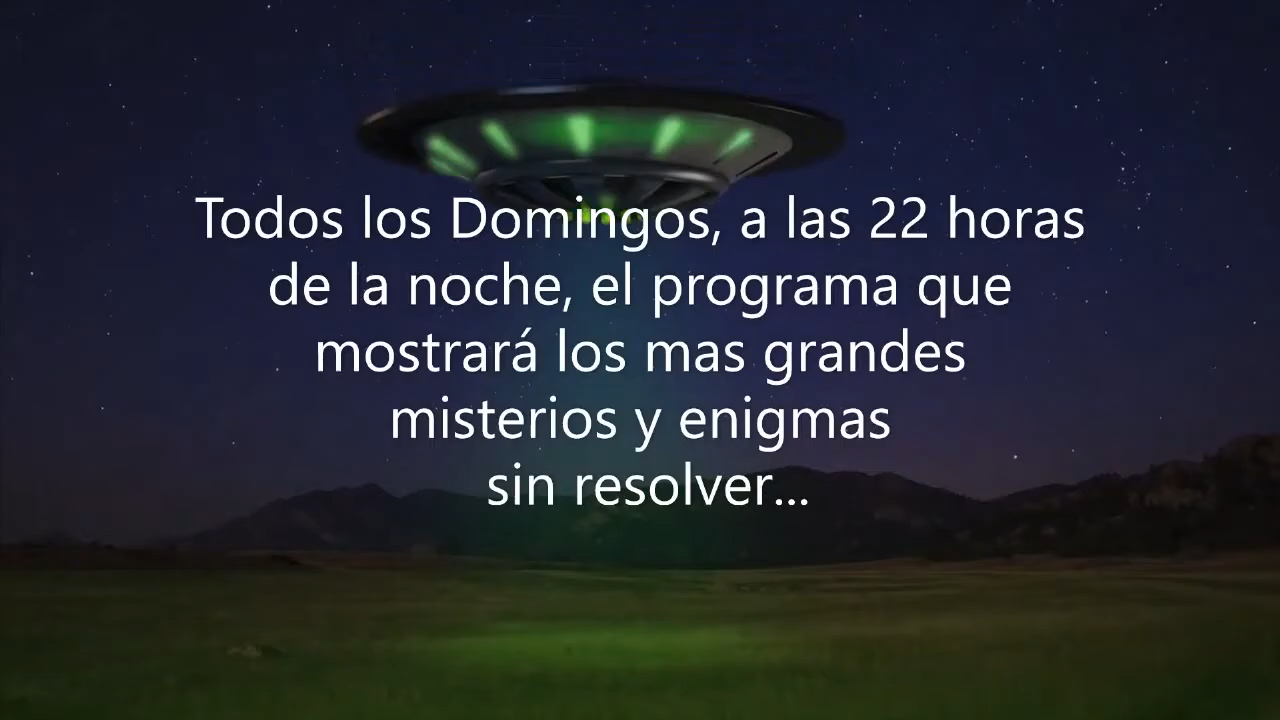 Todos los Domingos, a las 22 horas
de la noche, el programa que
mostrará los mas grandes
misterios y enigmas
sin resolver...